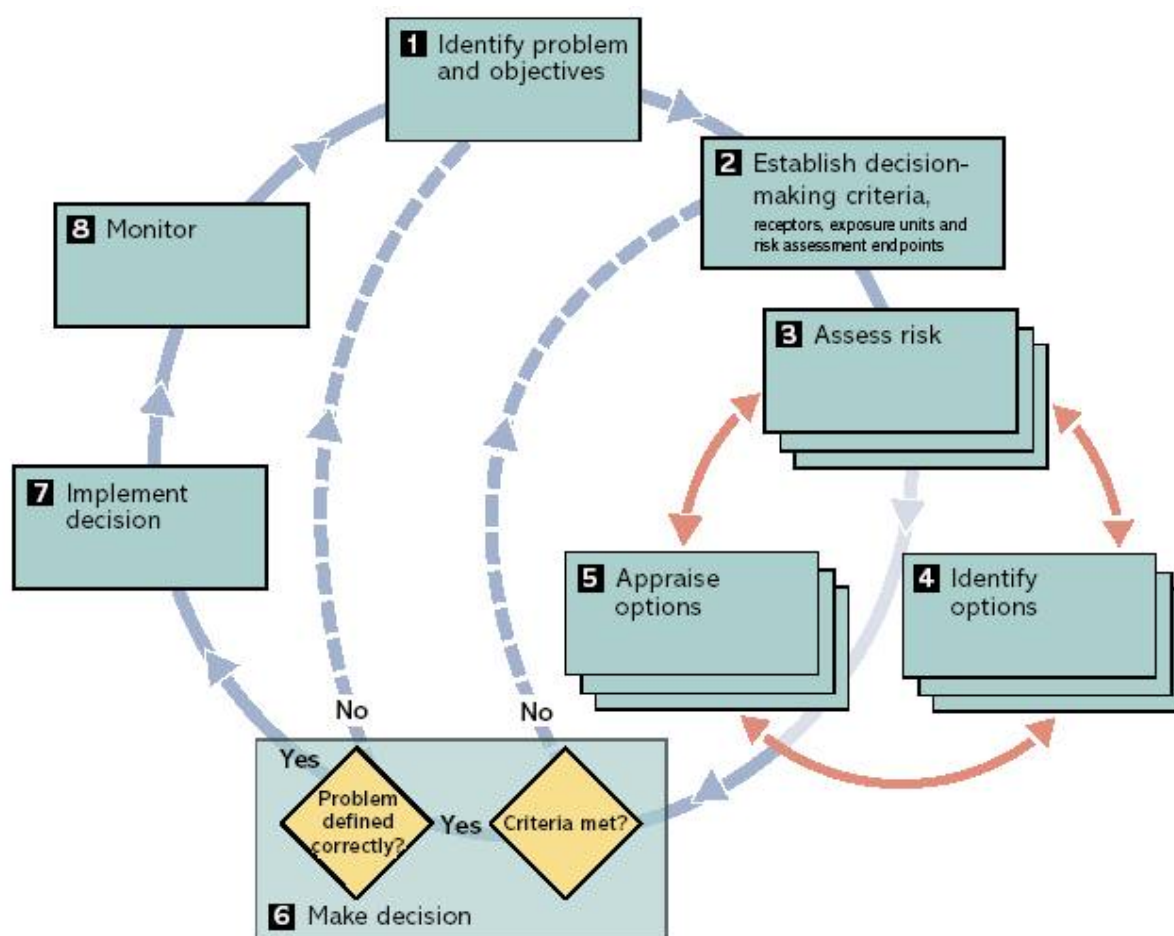 1 Identify problem
and objectives
2 Establish decision-
making criteria,
receptors, exposure units and
risk assessment endpoints
3 Assess risk
4 Identify
options
5 Appraise
options
No
No
Yes
Problem
defined
correctly?
Yes
Criteria met?
6 Make decision
7 Implement
decision
8 Monitor